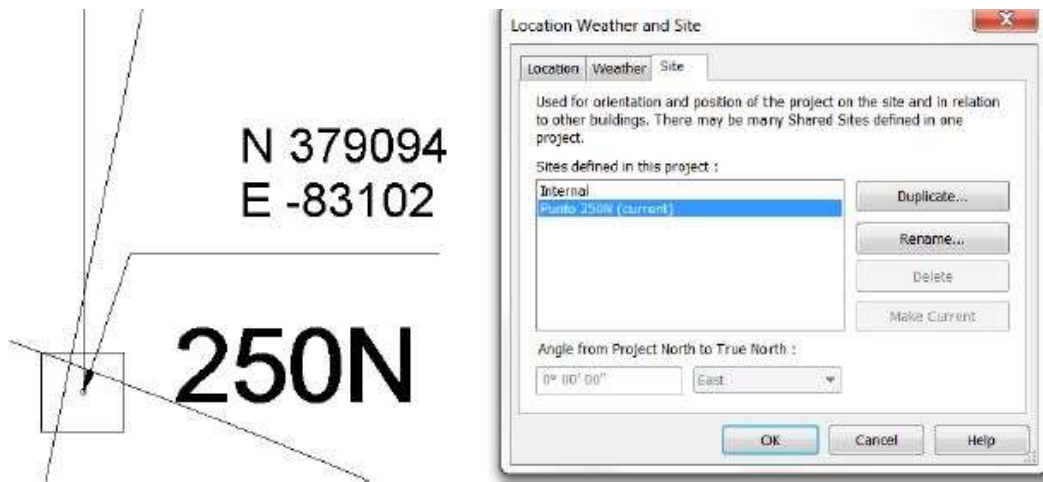 N 379094
E -83102
250N
Location Weather and Site
Location
Weather
Site
Used for orientation and position of the project on the site and in relation
to other buildings. There may be many Shared Sites defined in one
project.
Sites defined in this project :
Internal
Punto 250N (current)
Duplicate...
Rename...
Delete
Make Current
Angle from Project North to True North :
0° 00' 00"
East
OK
Cancel
Help